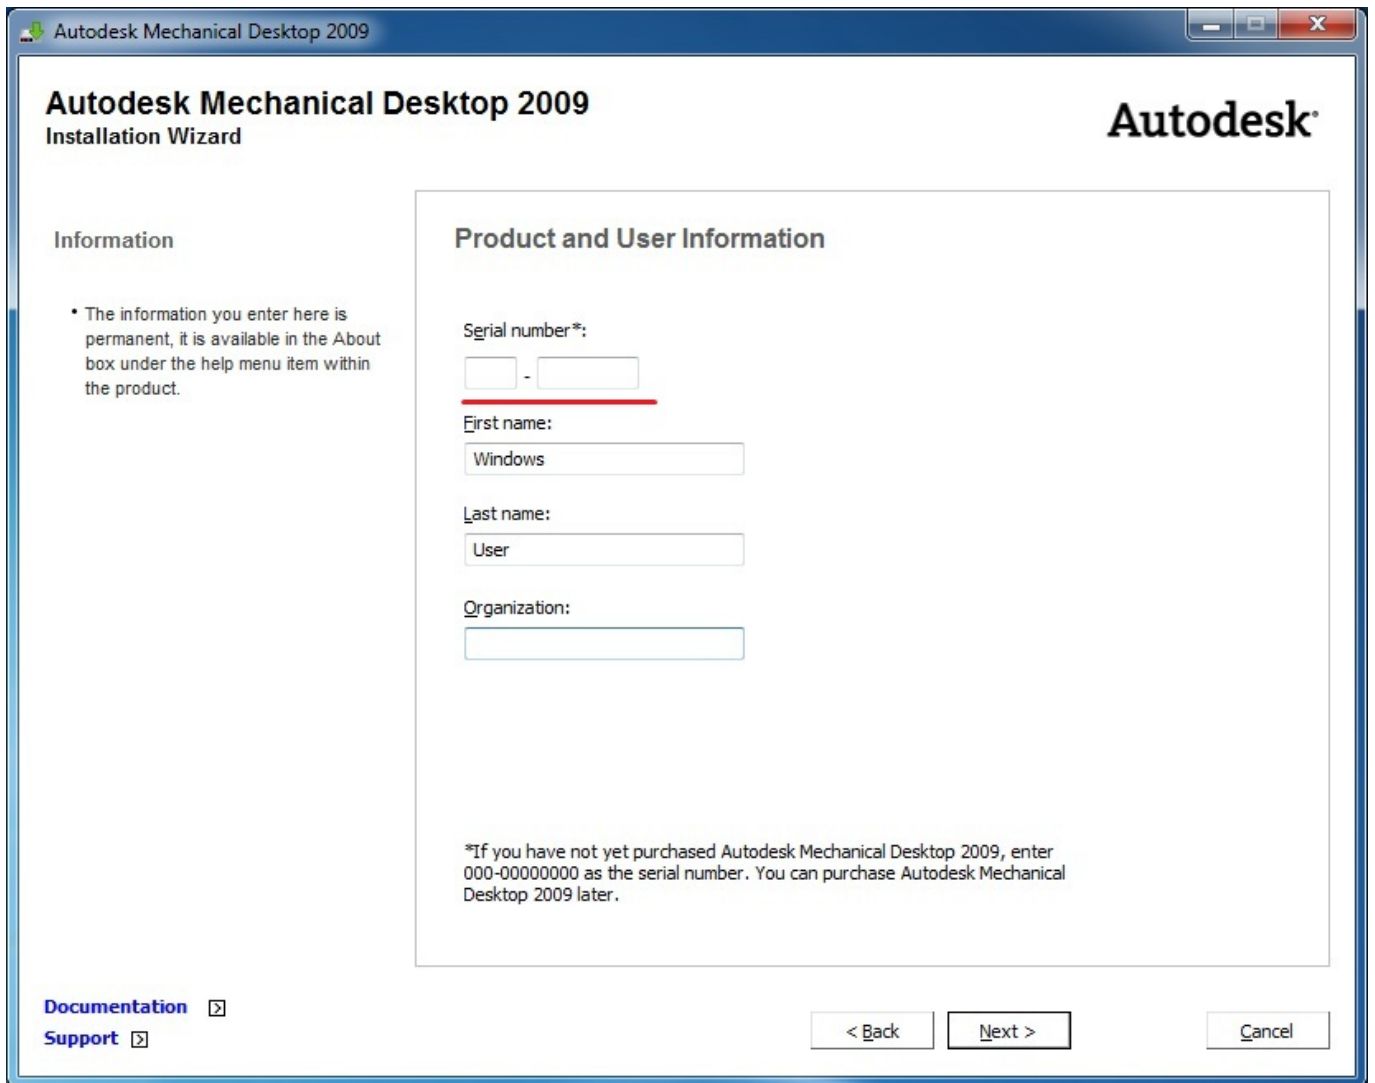 Autodesk Mechanical Desktop 2009
Autodesk Mechanical Desktop 2009
Installation Wizard
Autodesk
Information
• The information you enter here is
permanent, it is available in the About
box under the help menu item within
the product.
Product and User Information
Serial number*:
-
First name:
Windows
Last name:
User
Organization:
*If you have not yet purchased Autodesk Mechanical Desktop 2009, enter
000-00000000 as the serial number. You can purchase Autodesk Mechanical
Desktop 2009 later.
Documentation
Support
< Back
Next >
Cancel